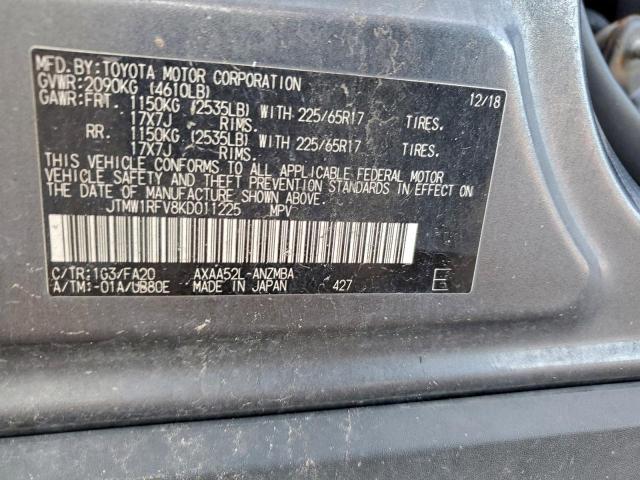 MFD.BY:TOYOTA MOTOR CORPORATION
12/18
GVWR:2090KG (4610LB)
GAWR:FRT. 1150KG (2535LB) WITH 225/65R17 TIRES.
17X7J RIMS.
RR. 1150KG (2535LB) WITH 225/65R17 TIRES.
17X7J RIMS.
THIS VEHICLE CONFORMS TO ALL APPLICABLE FEDERAL MOTOR
VEHICLE SAFETY AND THEFT PREVENTION STANDARDS IN
EFFECT ON THE DATE OF MANUFACTURE SHOWN ABOVE.
JTMW1RFV8KD011225 MPV
C/TR:1G3/FA20 AXAA52L-ANZMBA
A/TM:-01A/UB80E MADE IN JAPAN 427
E